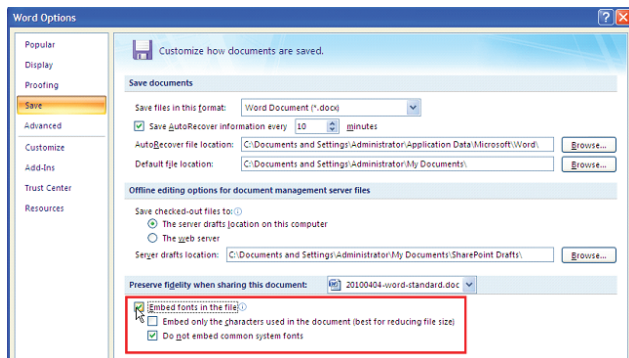 Word Options
Popular
Display
Proofing
Save
Advanced
Customize
Add-Ins
Trust Center
Resources
Customize how documents are saved.
Save documents
Save files in this format: Word Document (*.docx)
Save AutoRecover information every 10 minutes
AutoRecover file location: C:\Documents and Settings\Administrator\Application Data\Microsoft\Word\ Browse...
Default file location: C:\Documents and Settings\Administrator\My Documents\ Browse...
Offline editing options for document management server files
Save checked-out files to:
The server drafts location on this computer
The web server
Server drafts location: C:\Documents and Settings\Administrator\My Documents\SharePoint Drafts\ Browse...
Preserve fidelity when sharing this document: 20100404-word-standard.doc
Embed fonts in the file
Embed only the characters used in the document (best for reducing file size)
Do not embed common system fonts